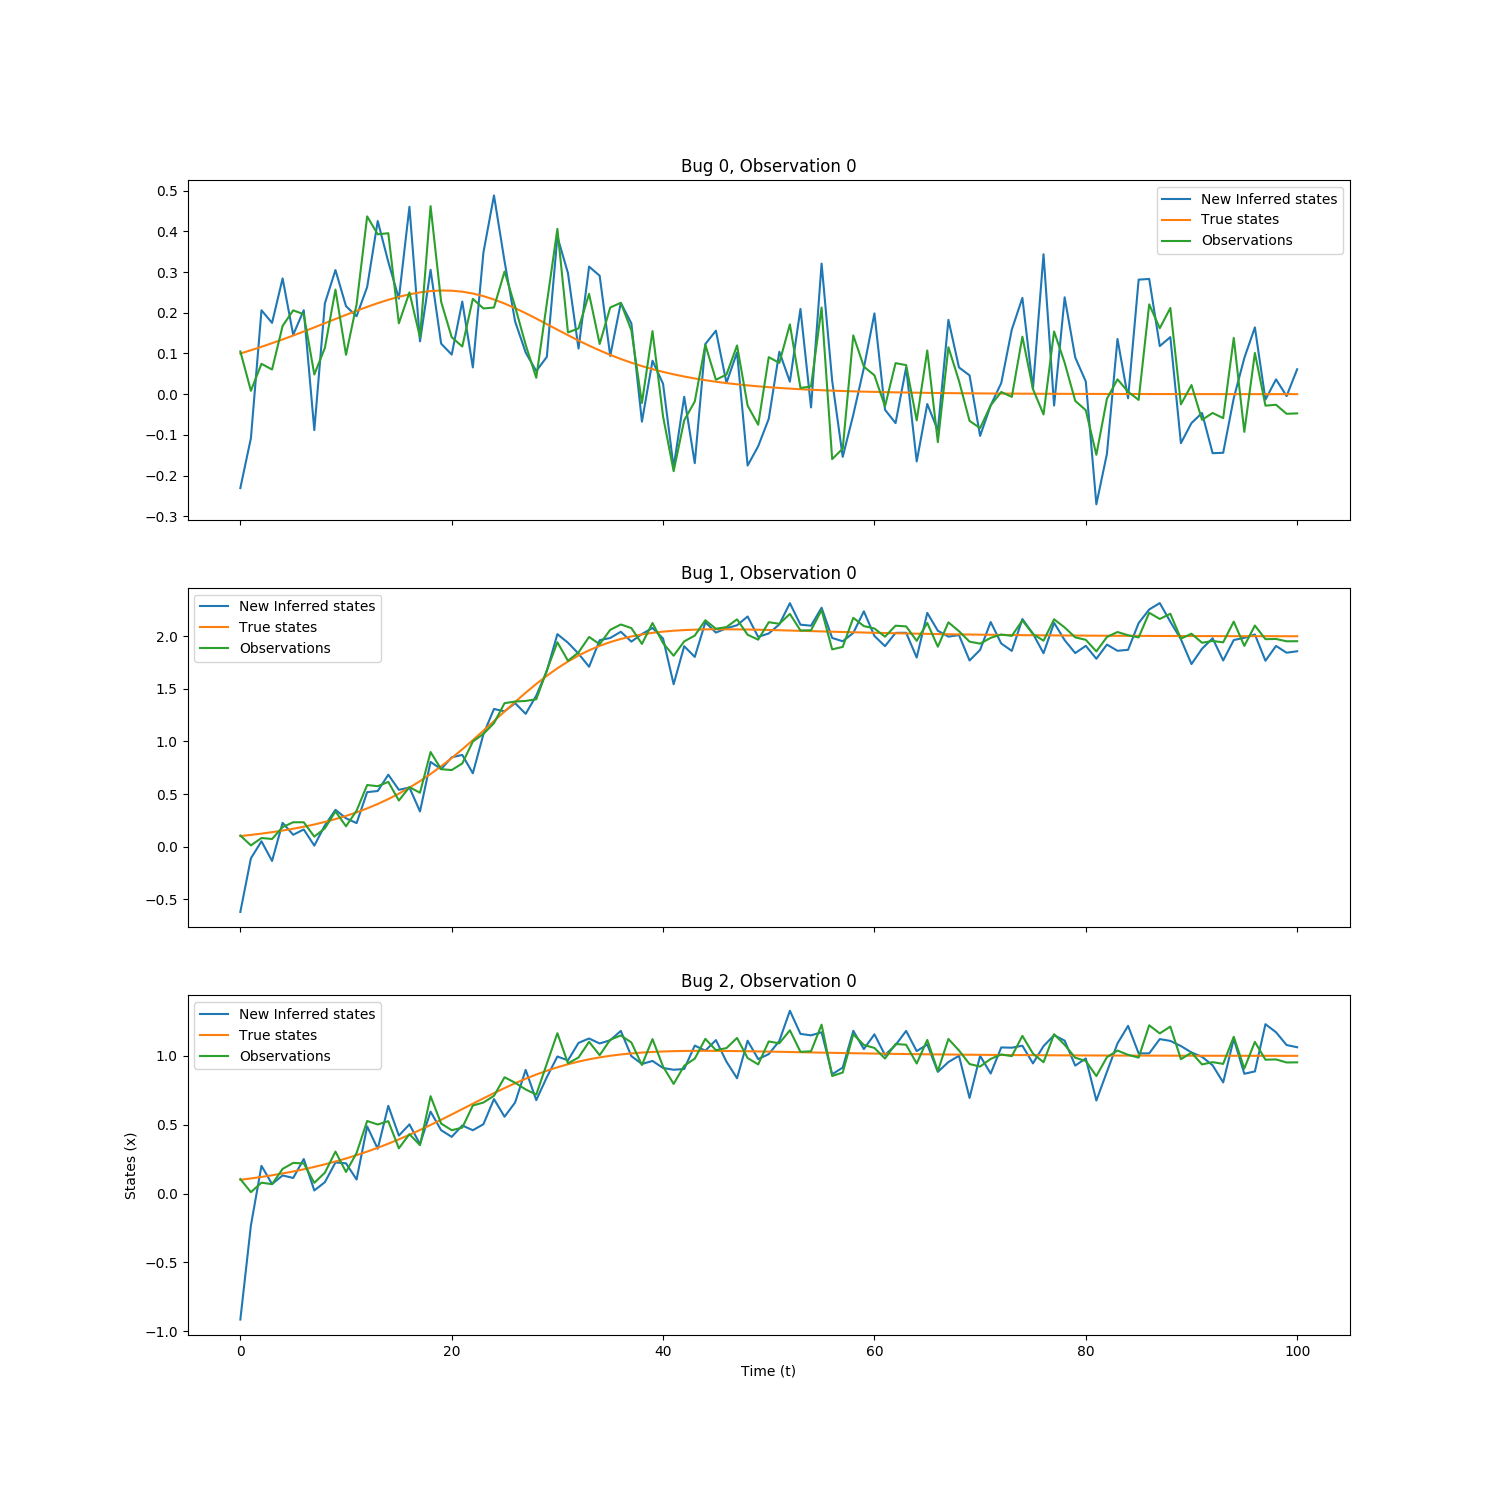 Bug 0, Observation 0
0.5
0.4
0.3
0.2
0.1
0.0
−0.1
−0.2
−0.3
New Inferred states
True states
Observations
Bug 1, Observation 0
2.0
1.5
1.0
0.5
0.0
−0.5
New Inferred states
True states
Observations
Bug 2, Observation 0
1.0
0.5
0.0
−0.5
−1.0
New Inferred states
True states
Observations
States (x)
0 20 40 60 80 100
Time (t)